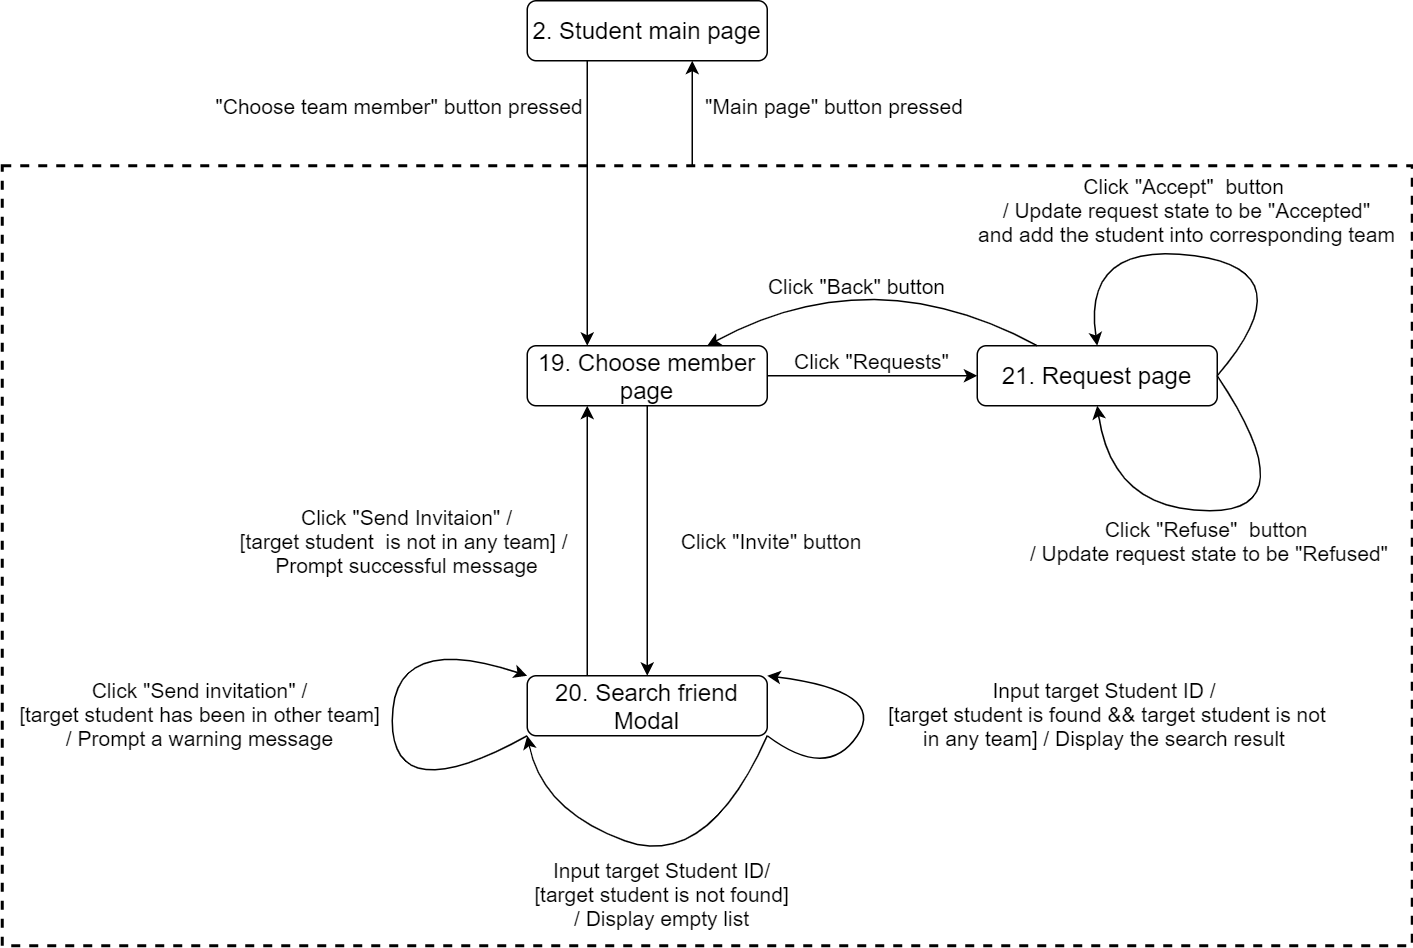 2. Student main page
"Choose team member" button pressed
"Main page" button pressed
Click "Accept"  button
/ Update request state to be "Accepted"
and add the student into corresponding team
Click "Back" button
19. Choose member
page
Click "Requests"
21. Request page
Click "Send Invitaion" /
[target student  is not in any team] /
Prompt successful message
Click "Invite" button
Click "Refuse"  button
/ Update request state to be "Refused"
Click "Send invitation" /
[target student has been in other team]
/ Prompt a warning message
20. Search friend
Modal
Input target Student ID /
[target student is found && target student is not
in any team] / Display the search result
Input target Student ID/
[target student is not found]
/ Display empty list